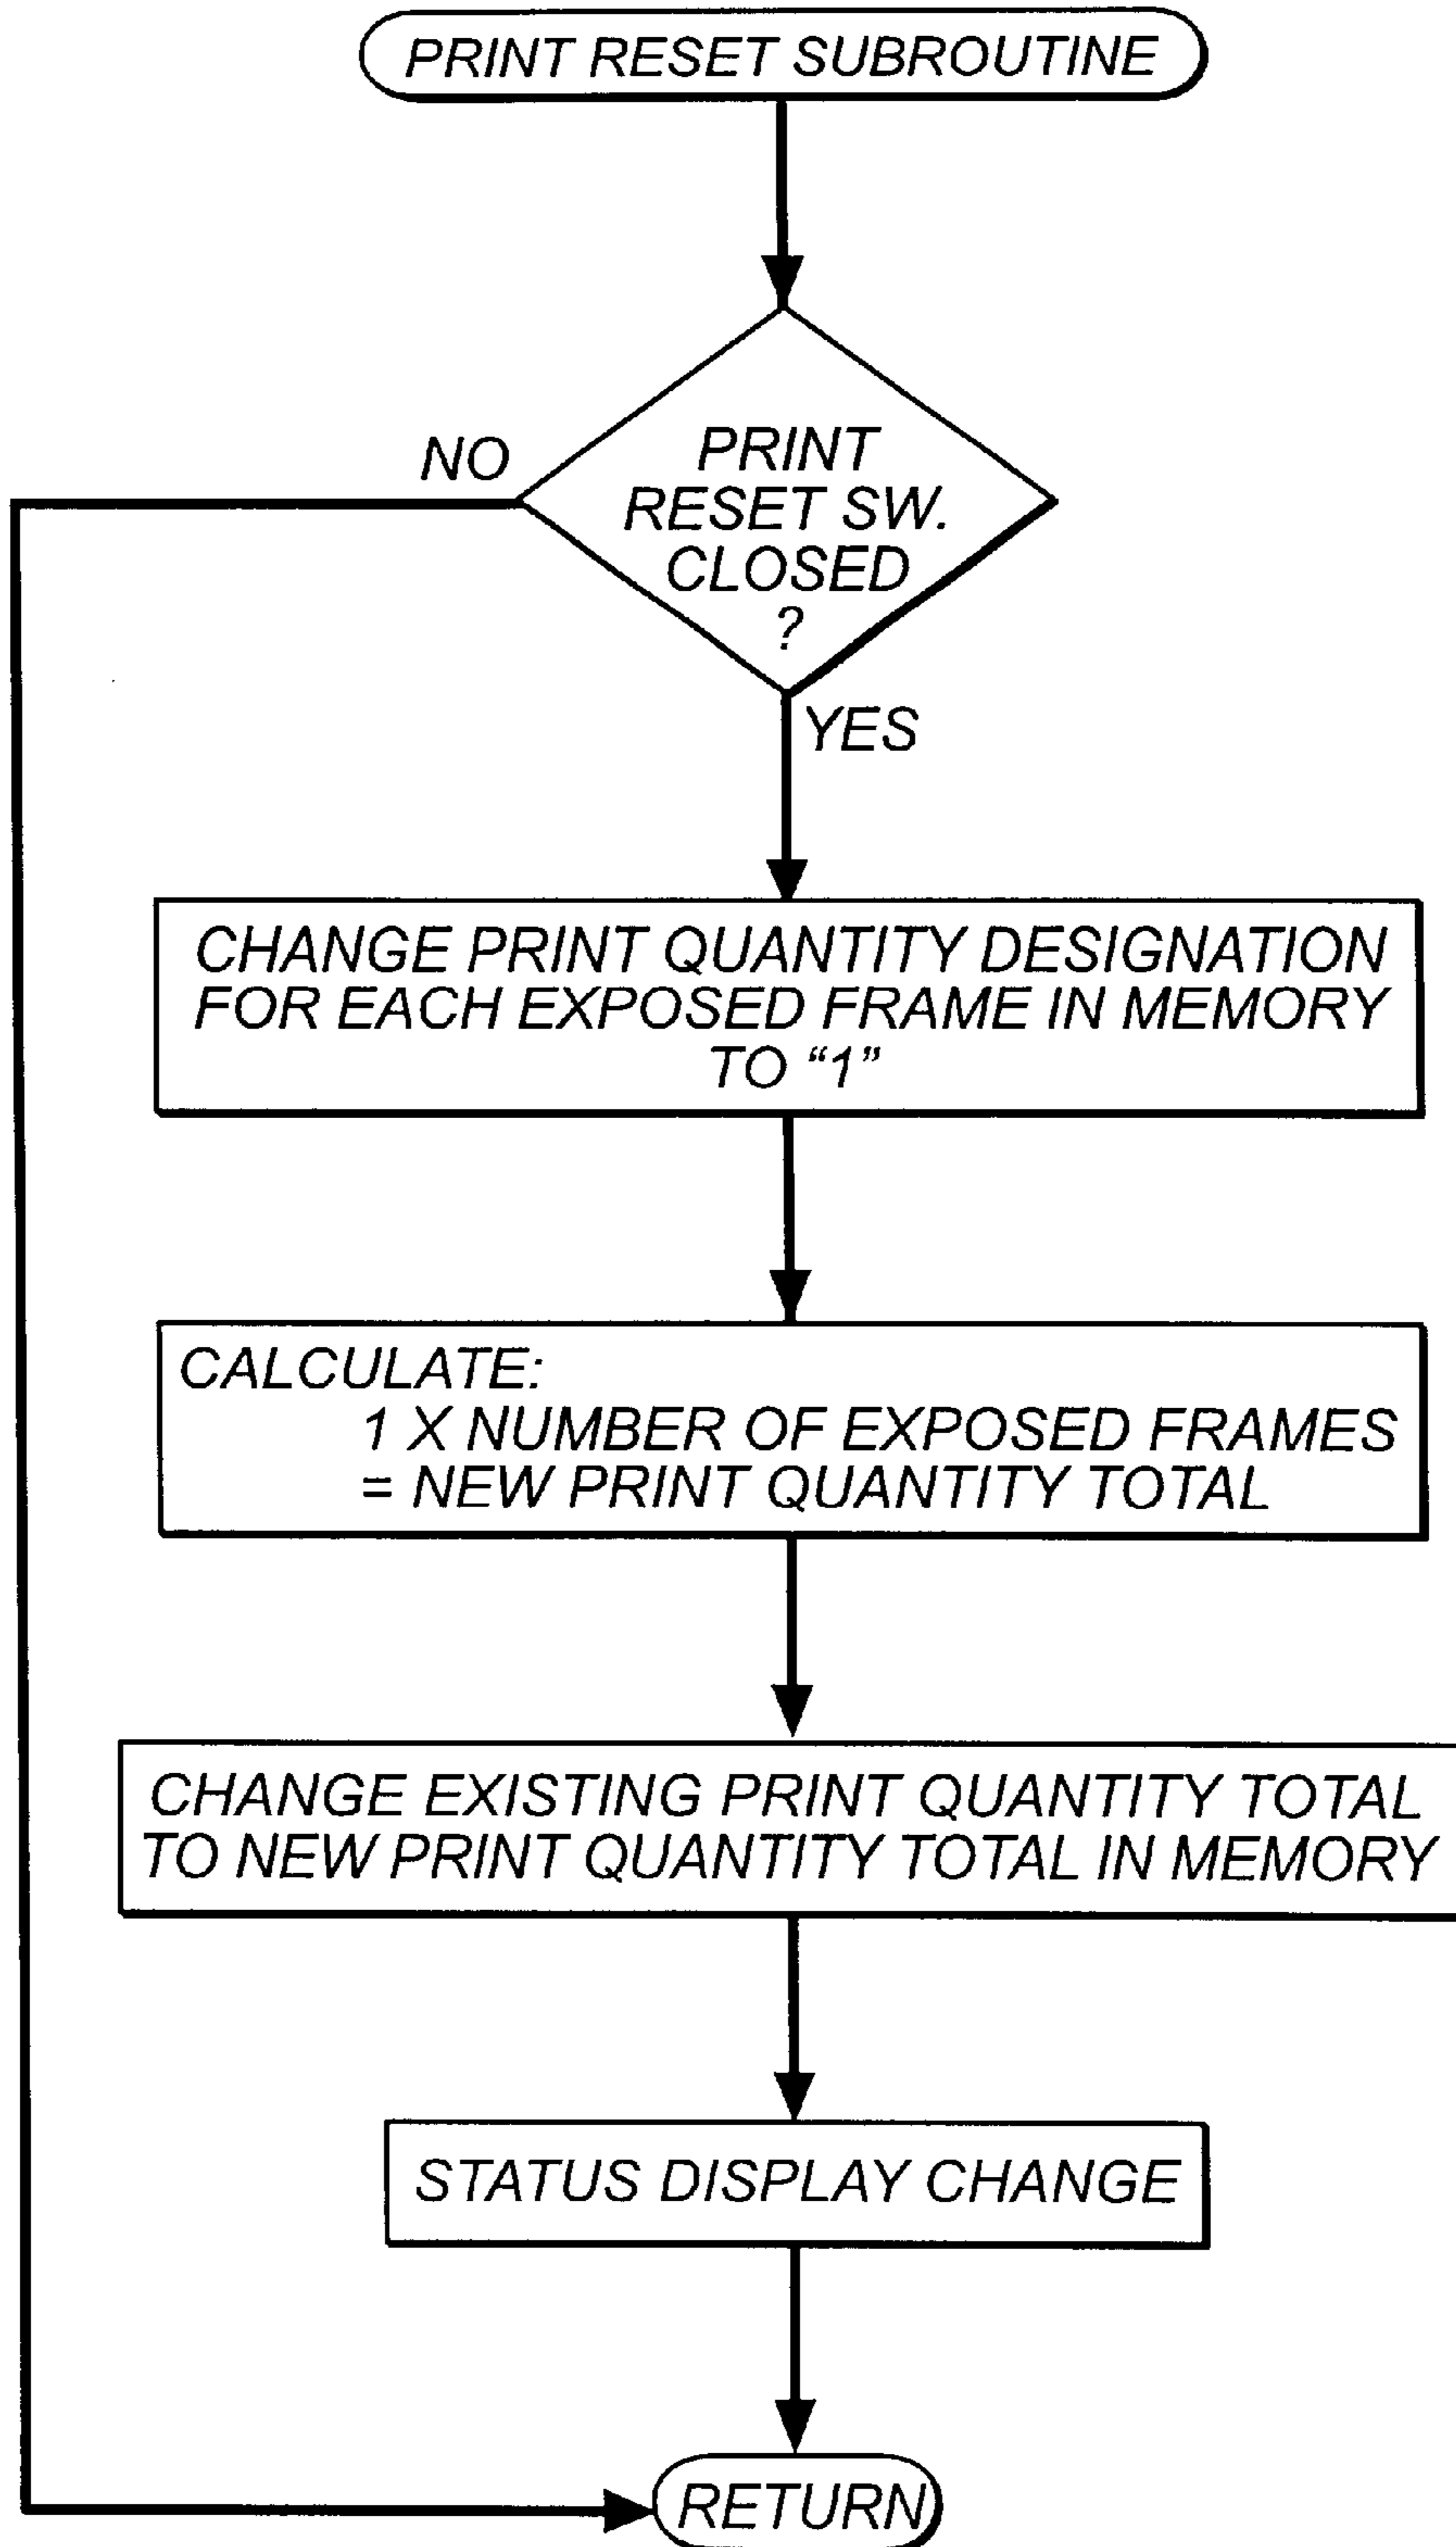 PRINT RESET SUBROUTINE
NO
PRINT
RESET SW.
CLOSED
?
YES
CHANGE PRINT QUANTITY DESIGNATION
FOR EACH EXPOSED FRAME IN MEMORY
TO “1”
CALCULATE:
1 X NUMBER OF EXPOSED FRAMES
= NEW PRINT QUANTITY TOTAL
CHANGE EXISTING PRINT QUANTITY TOTAL
TO NEW PRINT QUANTITY TOTAL IN MEMORY
STATUS DISPLAY CHANGE
RETURN